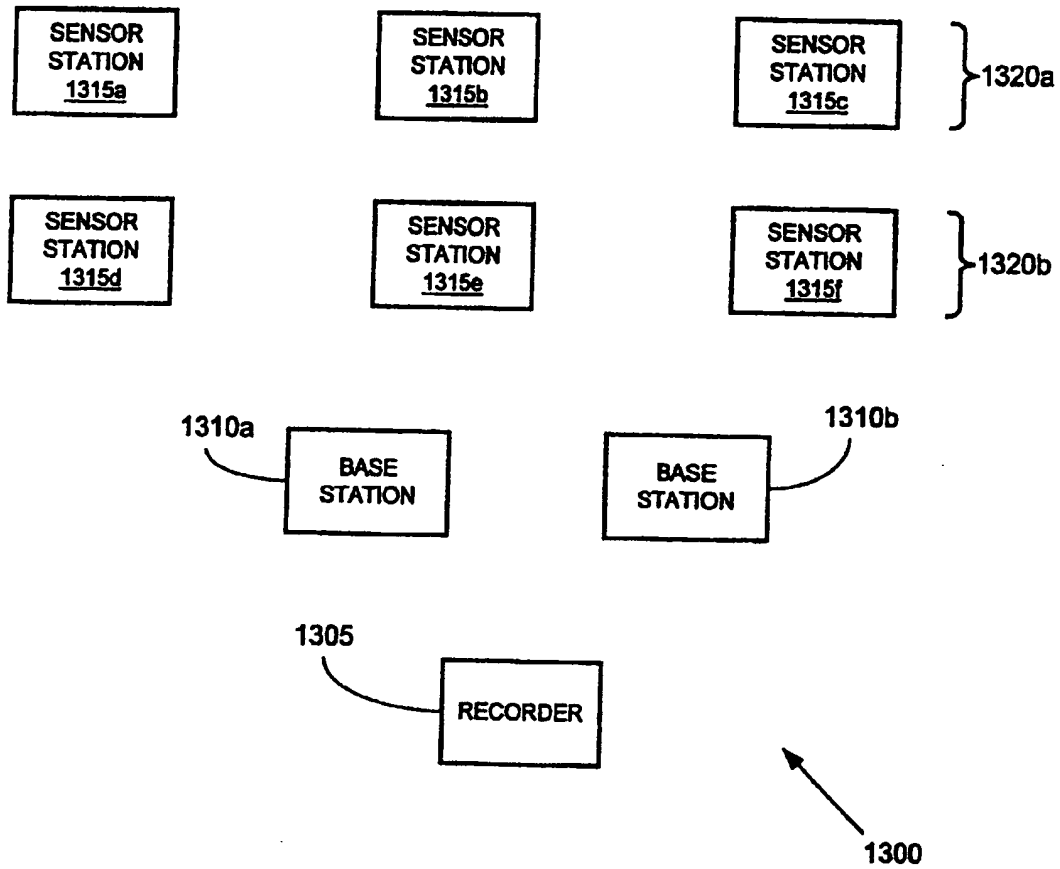 SENSOR
STATION
1315a
SENSOR
STATION
1315b
SENSOR
STATION
1315c
1320a
SENSOR
STATION
1315d
SENSOR
STATION
1315e
SENSOR
STATION
1315f
1320b
1310a
BASE
STATION
BASE
STATION
1310b
1305
RECORDER
1300